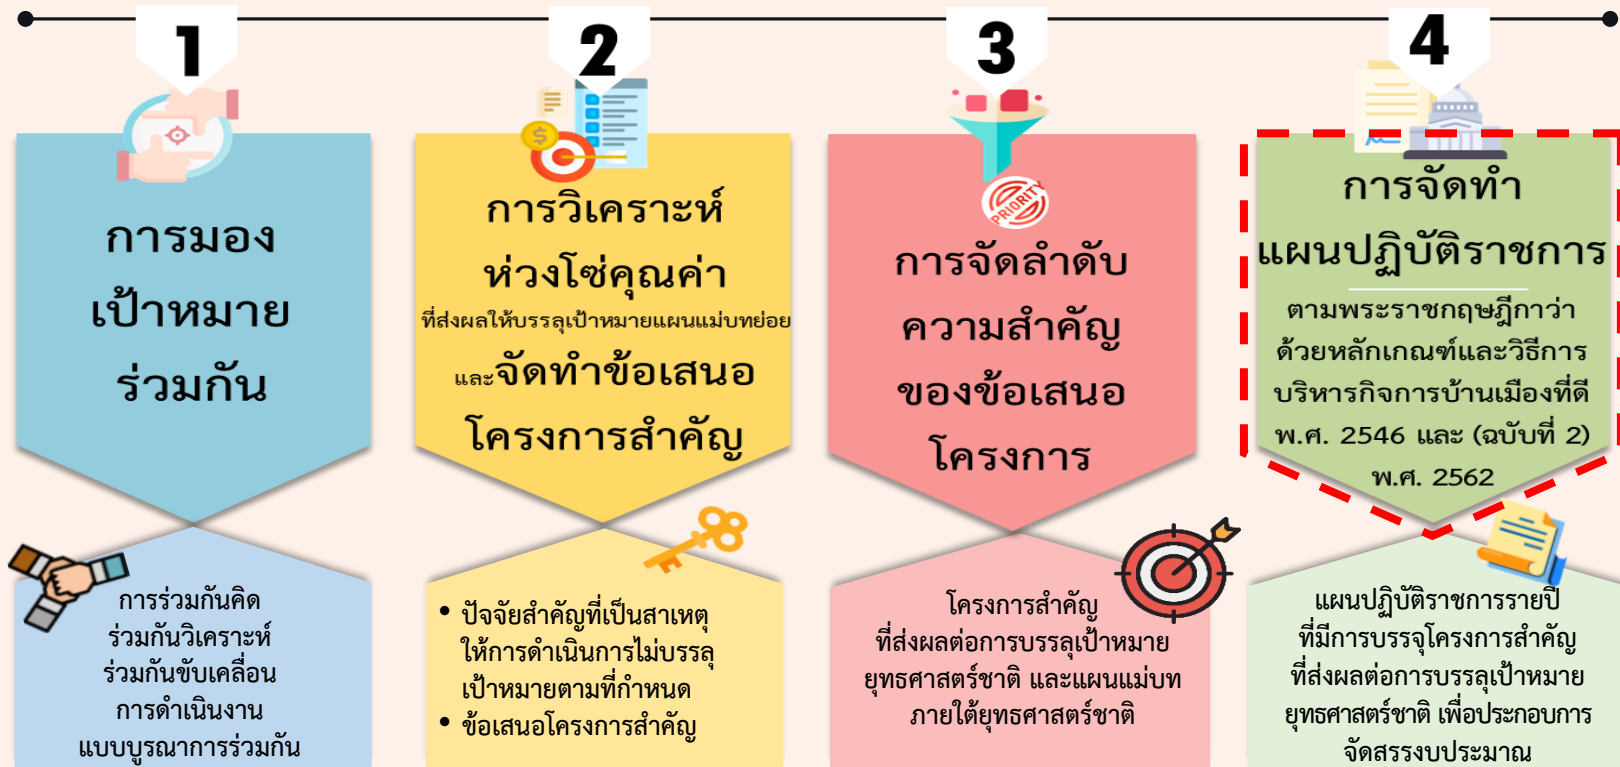 1
การมอง
เป้าหมาย
ร่วมกัน
การร่วมกันคิด
ร่วมกันวิเคราะห์
ร่วมกันขับเคลื่อน
การดำเนินงาน
แบบบูรณาการร่วมกัน
2
$
การวิเคราะห์
ห่วงโซ่คุณค่า
ที่ส่งผลให้บรรลุเป้าหมายแผนแม่บทย่อย
และจัดทำข้อเสนอ
โครงการสำคัญ
• ปัจจัยสำคัญที่เป็นสาเหตุ
ให้การดำเนินการไม่บรรลุ
เป้าหมายตามที่กำหนด
• ข้อเสนอโครงการสำคัญ
3
PRIORITY
การจัดลำดับ
ความสำคัญ
ของข้อเสนอ
โครงการ
โครงการสำคัญ
ที่ส่งผลต่อการบรรลุเป้าหมาย
ยุทธศาสตร์ชาติ และแผนแม่บท
ภายใต้ยุทธศาสตร์ชาติ
4
การจัดทำ
แผนปฏิบัติราชการ
ตามพระราชกฤษฎีกาว่า
ด้วยหลักเกณฑ์และวิธีการ
บริหารกิจการบ้านเมืองที่ดี
พ.ศ. 2546 และ (ฉบับที่ 2)
พ.ศ. 2562
แผนปฏิบัติราชการรายปี
ที่มีการบรรจุโครงการสำคัญ
ที่ส่งผลต่อการบรรลุเป้าหมาย
ยุทธศาสตร์ชาติ เพื่อประกอบการ
จัดสรรงบประมาณ